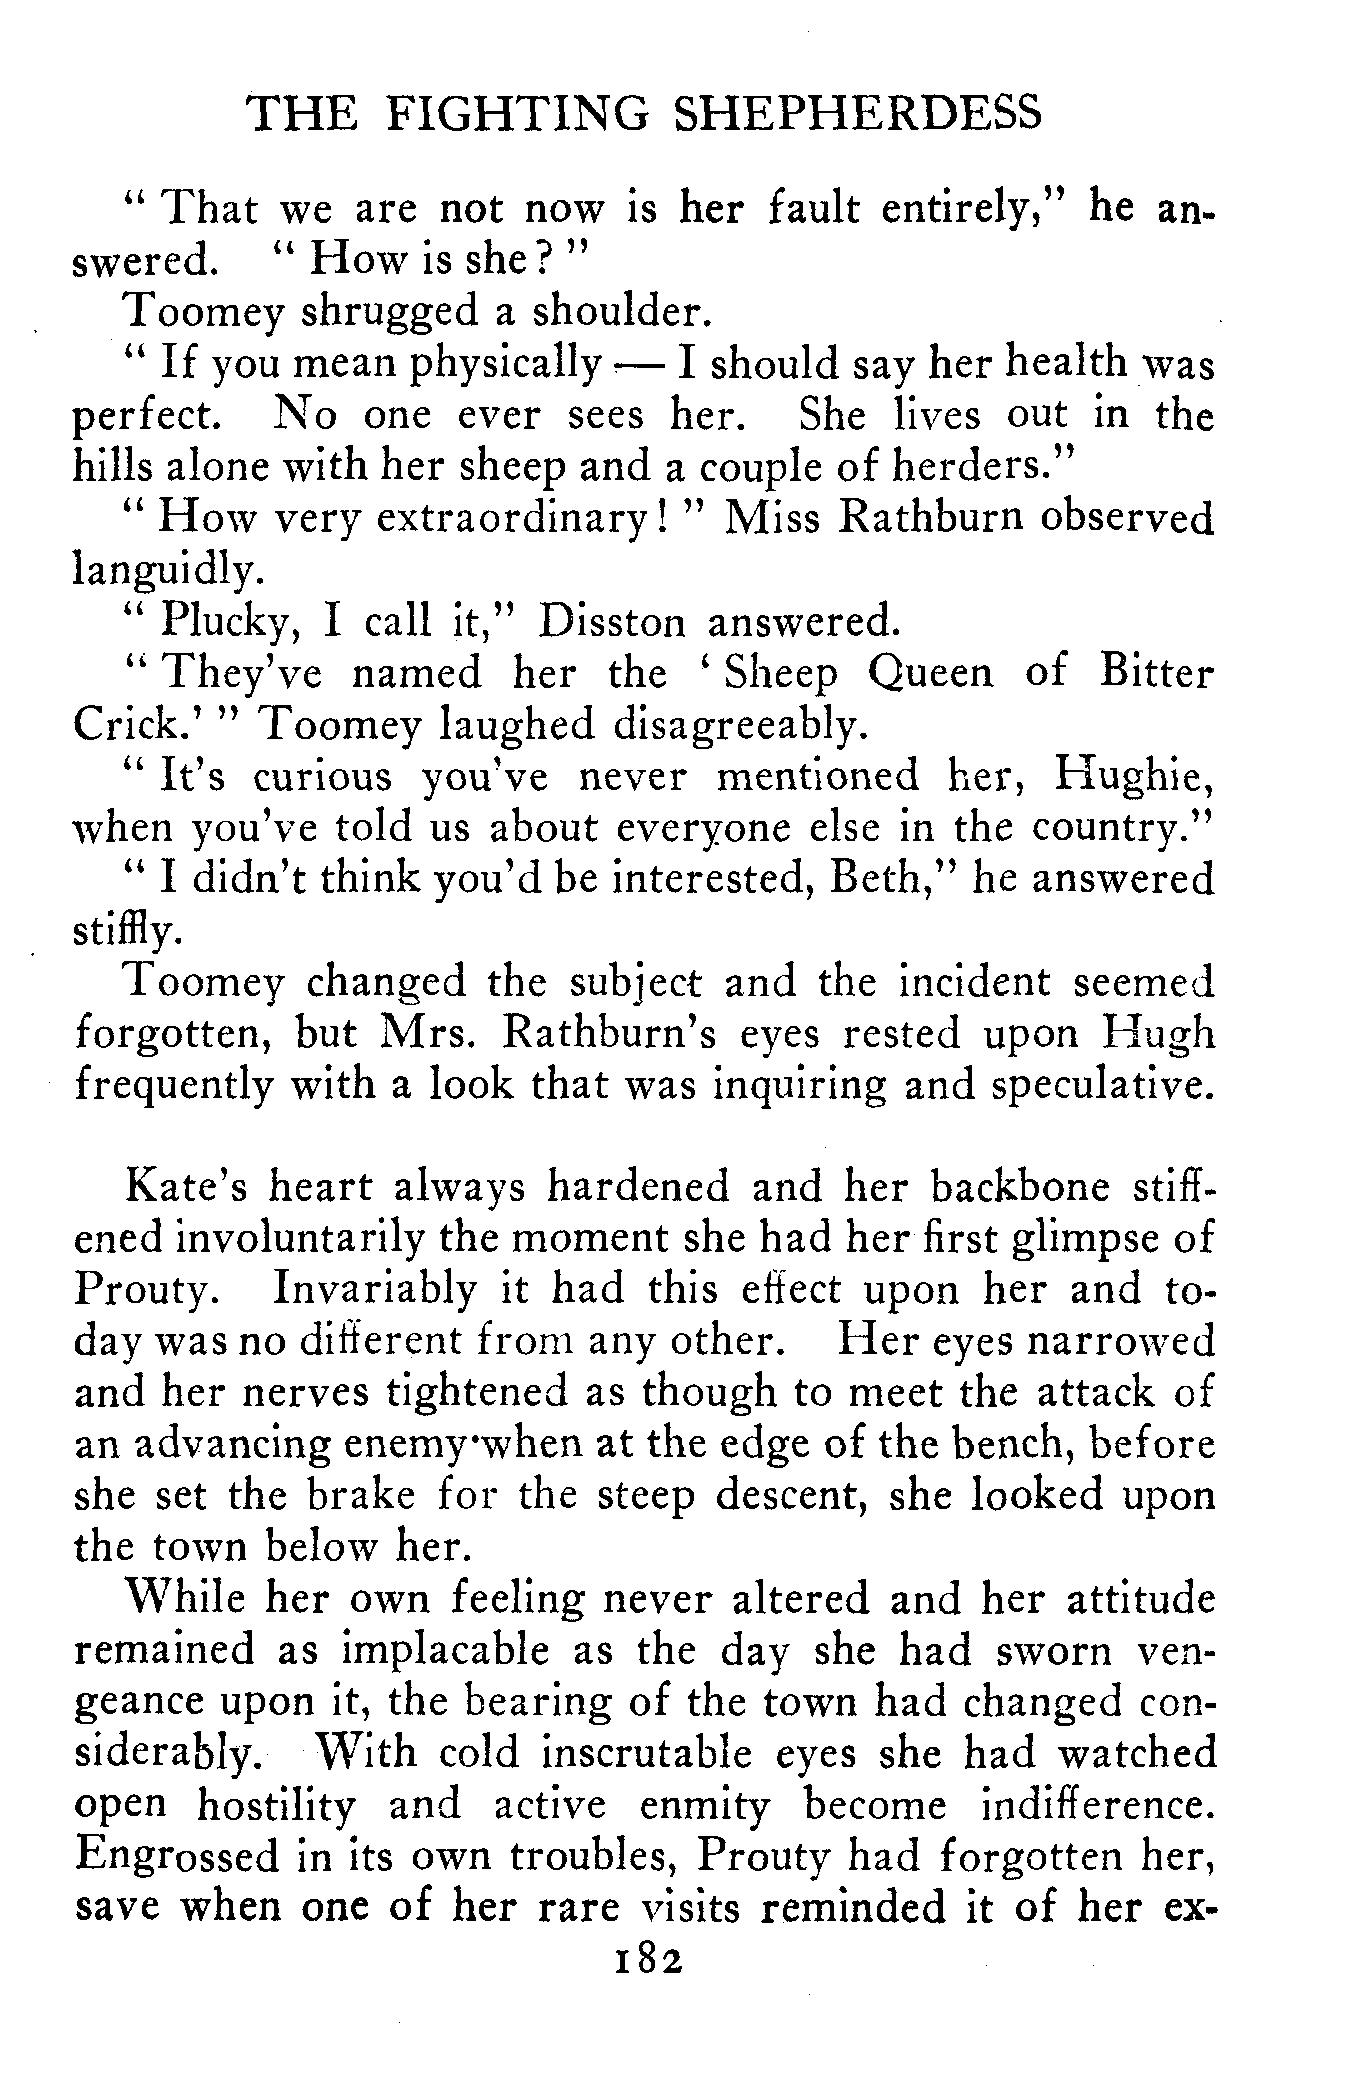 THE FIGHTING SHEPHERDESS
" That we are not now is her fault entirely," he an-
swered. " How is she? "
Toomey shrugged a shoulder.
" If you mean physically — I should say her health was
perfect. No one ever sees her. She lives out in the
hills alone with her sheep and a couple of herders."
" How very extraordinary! " Miss Rathburn observed
languidly.
" Plucky, I call it," Disston answered.
" They've named her the ' Sheep Queen of Bitter
Crick.' " Toomey laughed disagreeably.
" It's curious you've never mentioned her, Hughie,
when you've told us about everyone else in the country."
" I didn't think you'd be interested, Beth," he answered
stiffly.
Toomey changed the subject and the incident seemed
forgotten, but Mrs. Rathburn's eyes rested upon Hugh
frequently with a look that was inquiring and speculative.
Kate's heart always hardened and her backbone stiff-
ened involuntarily the moment she had her first glimpse of
Prouty. Invariably it had this effect upon her and to-
day was no different from any other. Her eyes narrowed
and her nerves tightened as though to meet the attack of
an advancing enemy when at the edge of the bench, before
she set the brake for the steep descent, she looked upon
the town below her.
While her own feeling never altered and her attitude
remained as implacable as the day she had sworn ven-
geance upon it, the bearing of the town had changed con-
siderably. With cold inscrutable eyes she had watched
open hostility and active enmity become indifference.
Engrossed in its own troubles, Prouty had forgotten her,
save when one of her rare visits reminded it of her ex-
182